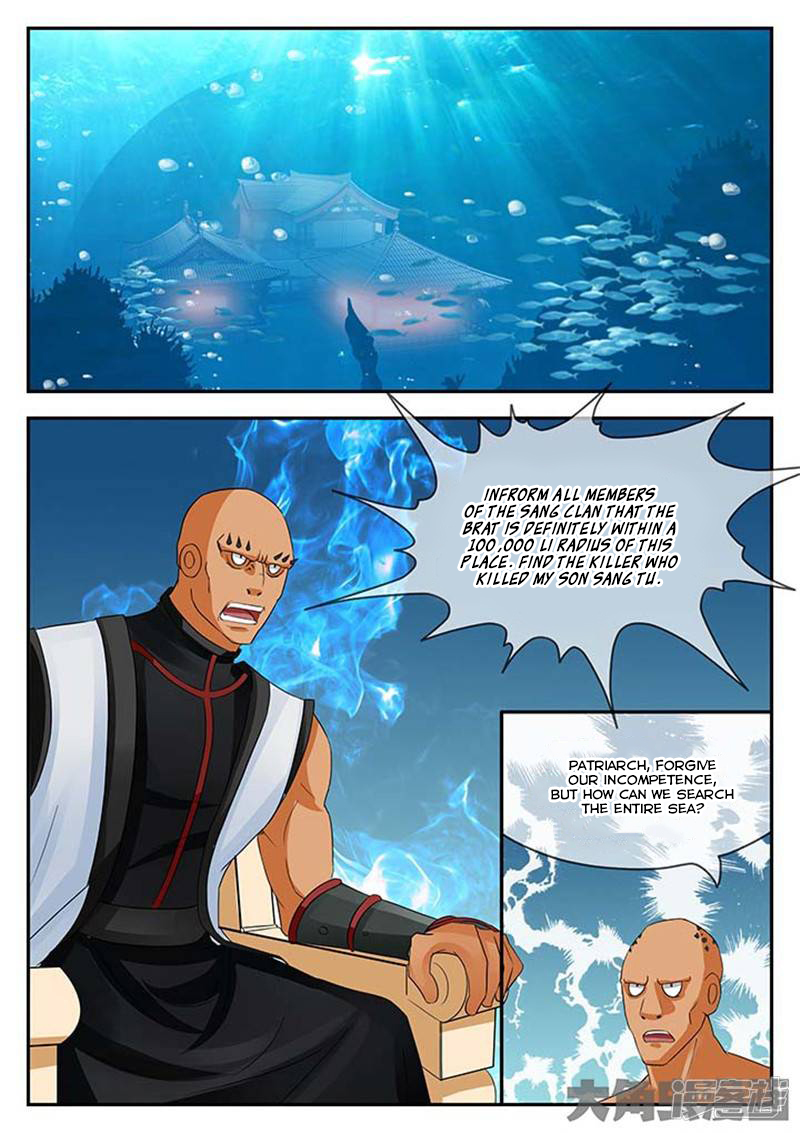 INFRORM ALL MEMBERS
OF THE SANG CLAN THAT THE
BRAT IS DEFINITELY WITHIN A
100,000 LI RADIUS OF THIS
PLACE. FIND THE KILLER WHO
KILLED MY SON SANG TU.
PATRIARCH, FORGIVE
OUR INCOMPETENCE,
BUT HOW CAN WE SEARCH
THE ENTIRE SEA?